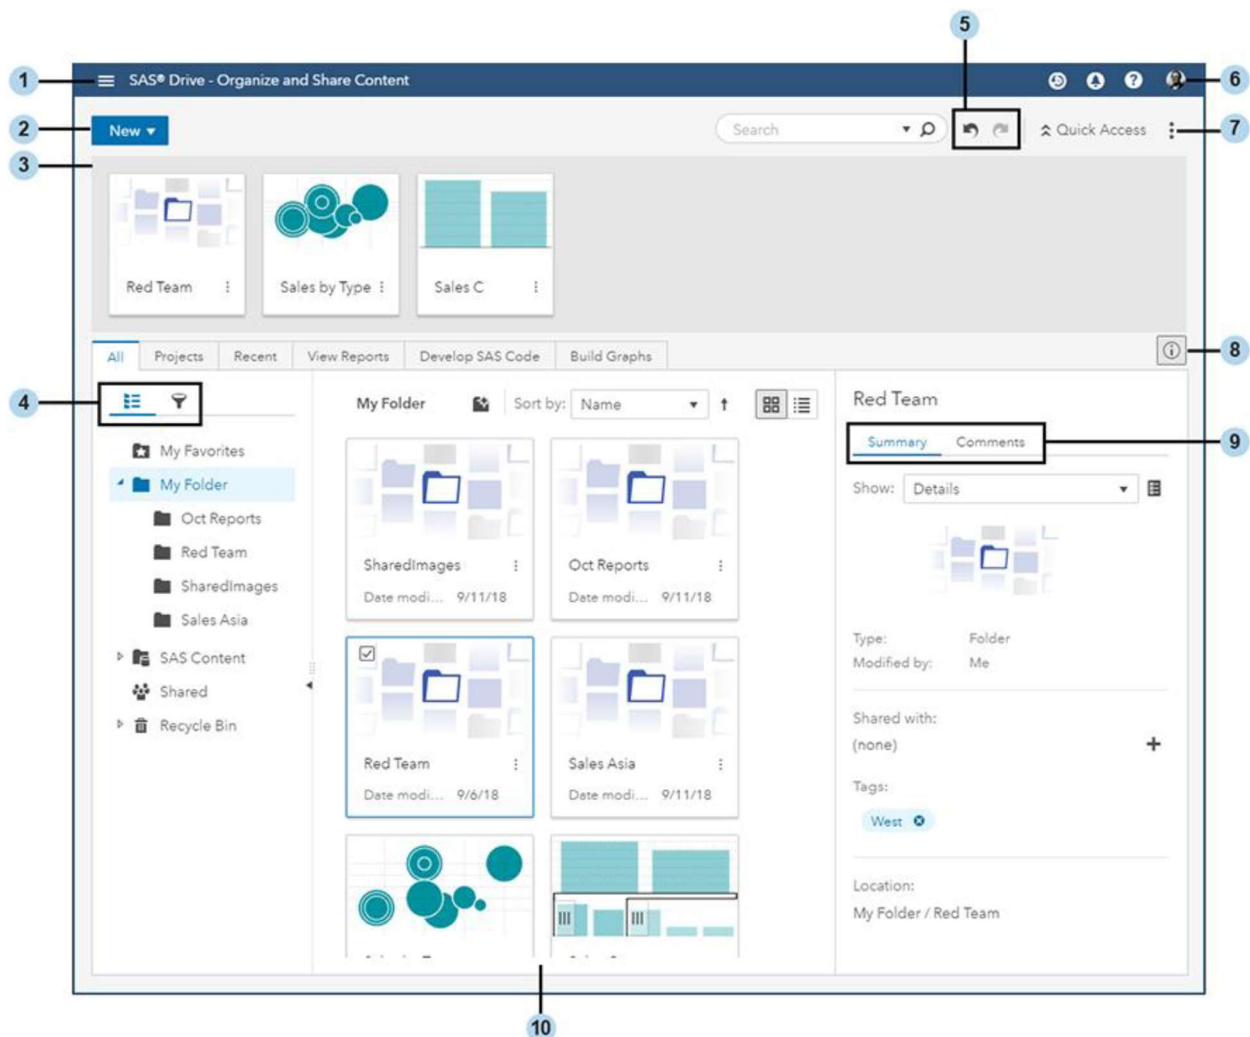 5
1
SAS® Drive - Organize and Share Content
6
2
New
Search
Quick Access
7
3
Red Team
Sales by Type
Sales C
All
Projects
Recent
View Reports
Develop SAS Code
Build Graphs
8
4
My Folder
Sort by:
Name
Red Team
My Favorites
Summary
Comments
9
My Folder
Show:
Details
Oct Reports
Red Team
SharedImages
Sales Asia
SAS Content
Shared
Recycle Bin
SharedImages
Date modi... 9/11/18
Oct Reports
Date modi... 9/11/18
Red Team
Date modi... 9/6/18
Sales Asia
Date modi... 9/11/18
Type: Folder
Modified by: Me
Shared with:
(none)
Tags:
West
Location:
My Folder / Red Team
10